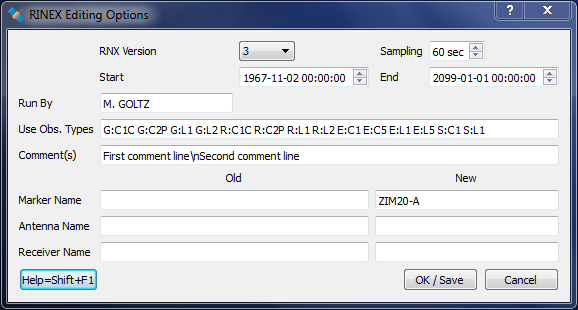 RINEX Editing Options
RNX Version 3 Sampling 60 sec
Start 1967-11-02 00:00:00 End 2099-01-01 00:00:00
Run By M. GOLTZ
Use Obs. Types G:C1C G:C2P G:L1 G:L2 R:C1C R:C2P R:L1 R:L2 E:C1 E:C5 E:L1 E:L5 S:C1 S:L1
Comment(s) First comment line\nSecond comment line
Old New
Marker Name ZIM20-A
Antenna Name
Receiver Name
Help=Shift+F1 OK / Save Cancel